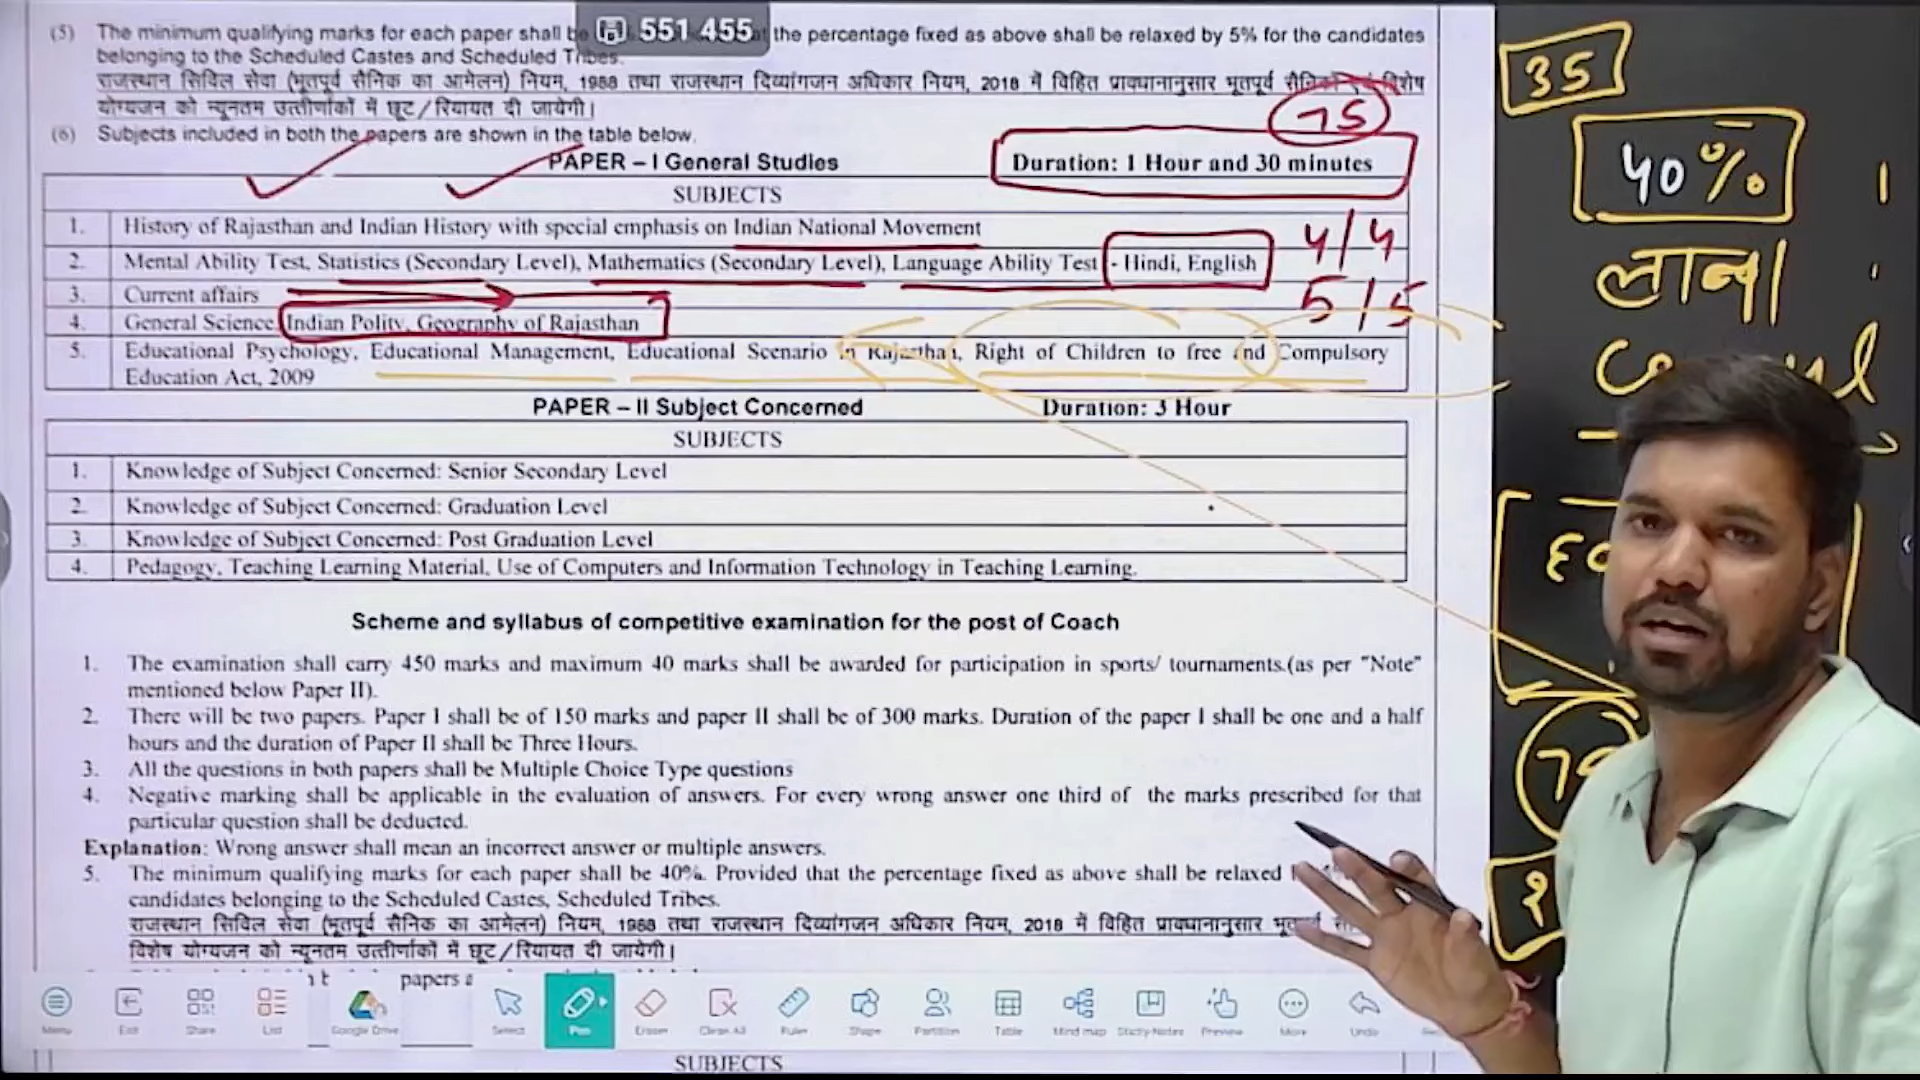 551 455
(5) The minimum qualifying marks for each paper shall b the percentage fixed as above shall be relaxed by 5% for the candidates
belonging to the Scheduled Castes and Scheduled Tribes.
राजस्थान सिविल सेवा (भूतपूर्व सैनिक का आमेलन) नियम, 1988 तथा राजस्थान दिव्यांगजन अधिकार नियम, 2018 में विहित प्रावधानानुसार भूतपूर्व सैनिकों एवं विशेष
योग्यजन को न्यूनतम उत्तीर्णांकों में छूट/रियायत दी जायेगी।
75
(6) Subjects included in both the papers are shown in the table below.
PAPER – I General Studies Duration: 1 Hour and 30 minutes
SUBJECTS
1. History of Rajasthan and Indian History with special emphasis on Indian National Movement
4/4
2. Mental Ability Test, Statistics (Secondary Level), Mathematics (Secondary Level), Language Ability Test - Hindi, English
3. Current affairs
5/5
4. General Science, Indian Polity, Geography of Rajasthan
5. Educational Psychology, Educational Management, Educational Scenario in Rajasthan, Right of Children to free and Compulsory
Education Act, 2009
PAPER – II Subject Concerned Duration: 3 Hour
SUBJECTS
1. Knowledge of Subject Concerned: Senior Secondary Level
2. Knowledge of Subject Concerned: Graduation Level
3. Knowledge of Subject Concerned: Post Graduation Level
4. Pedagogy, Teaching Learning Material, Use of Computers and Information Technology in Teaching Learning.
Scheme and syllabus of competitive examination for the post of Coach
1. The examination shall carry 450 marks and maximum 40 marks shall be awarded for participation in sports/ tournaments.(as per "Note"
mentioned below Paper II).
2. There will be two papers. Paper I shall be of 150 marks and paper II shall be of 300 marks. Duration of the paper I shall be one and a half
hours and the duration of Paper II shall be Three Hours.
3. All the questions in both papers shall be Multiple Choice Type questions
4. Negative marking shall be applicable in the evaluation of answers. For every wrong answer one third of the marks prescribed for that
particular question shall be deducted.
Explanation: Wrong answer shall mean an incorrect answer or multiple answers.
5. The minimum qualifying marks for each paper shall be 40%. Provided that the percentage fixed as above shall be relaxed
candidates belonging to the Scheduled Castes, Scheduled Tribes.
राजस्थान सिविल सेवा (भूतपूर्व सैनिक का आमेलन) नियम, 1988 तथा राजस्थान दिव्यांगजन अधिकार नियम, 2018 में विहित प्रावधानानुसार
विशेष योग्यजन को न्यूनतम उत्तीर्णांकों में छूट/रियायत दी जायेगी।
papers
Menu Exit Share List Google Drive Select Pen Eraser Clean All Ruler Shape Partition Table Mind map Sticky-Notes Preview More Undo
SUBJECTS
35
40%
लाना